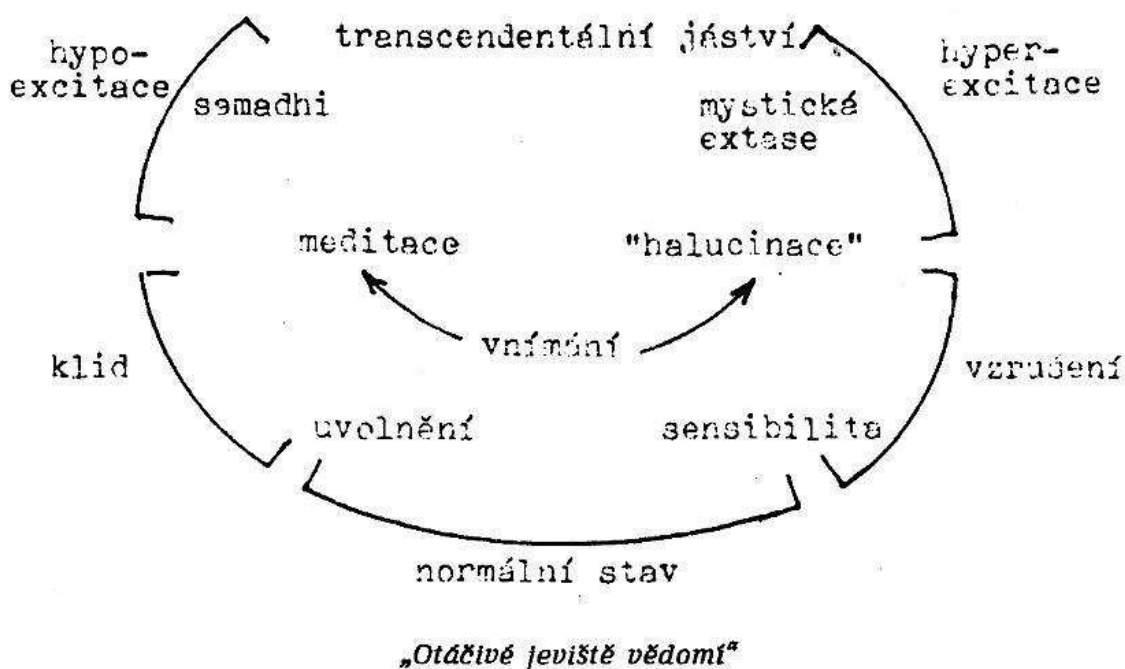 hypo-
excitace
transcendentální jáství
hyper-
excitace
samadhi
mystická
extase
meditace
"halucinace"
vnímání
klid
vzrušení
uvolnění
sensibilita
normální stav
„Otáčivé jeviště vědomí“